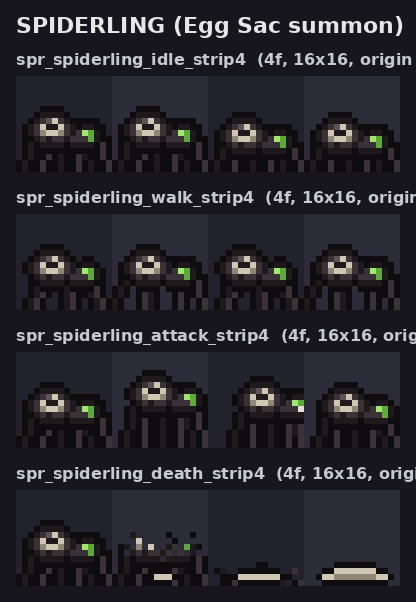 SPIDERLING (Egg Sac summon)
spr_spiderling_idle_strip4 (4f, 16x16, origin
spr_spiderling_walk_strip4 (4f, 16x16, origin
spr_spiderling_attack_strip4 (4f, 16x16, orig
spr_spiderling_death_strip4 (4f, 16x16, origi